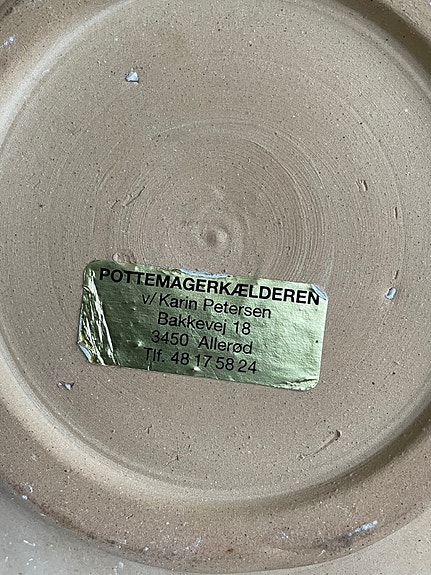 POTTEMAGERKÆLDEREN
v/ Karin Petersen
Bakkevej 18
3450 Allerød
Tlf. 48 17 58 24